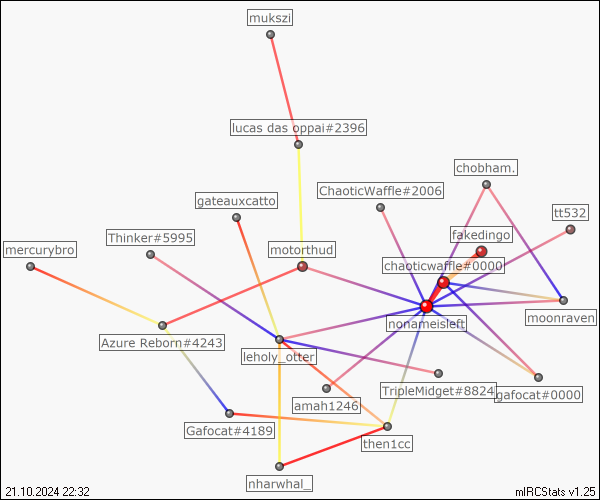 mukszi
lucas das oppai#2396
chobham.
ChaoticWaffle#2006
gateauxcatto
tt532
Thinker#5995
fakedingo
mercurybro
motorthud
chaoticwaffle#0000
moonraven
nonameisleft
Azure Reborn#4243
leholy_otter
TripleMidget#8824
gafocat#0000
amah1246
Gafocat#4189
then1cc
nharwhal_
21.10.2024 22:32
mIRCStats v1.25